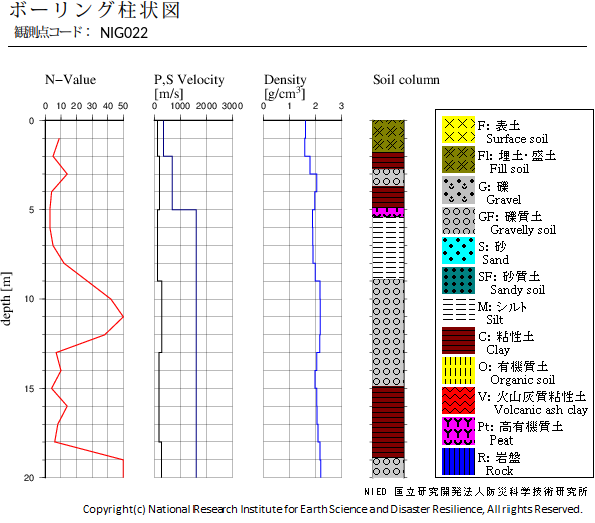 ボーリング柱状図
観測点コード： NIG022
N−Value
P,S Velocity
[m/s]
Density
[g/cm³]
Soil column
0 10 20 30 40 50
0 1000 2000 3000
0 1 2 3
0
5
10
15
20
depth [m]
F: 表土
Surface soil
Fl: 埋土・盛土
Fill soil
G: 礫
Gravel
GF: 礫質土
Gravelly soil
S: 砂
Sand
SF: 砂質土
Sandy soil
M: シルト
Silt
C: 粘性土
Clay
O: 有機質土
Organic soil
V: 火山灰質粘性土
Volcanic ash clay
Pt: 高有機質土
Peat
R: 岩盤
Rock
NIED 国立研究開発法人防災科学技術研究所
Copyright(c) National Research Institute for Earth Science and Disaster Resilience, All rights Reserved.